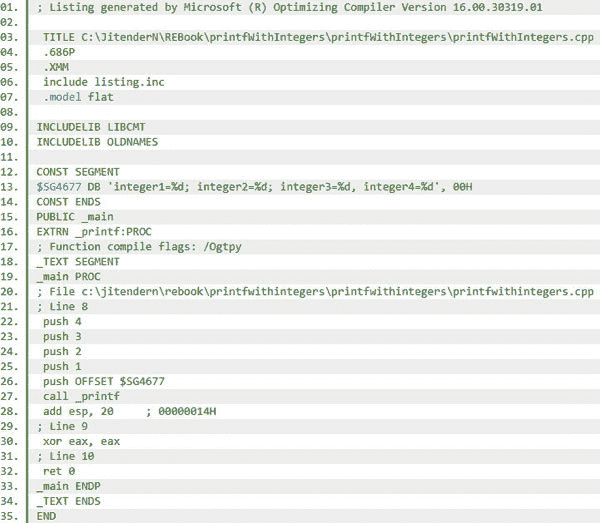 01. ; Listing generated by Microsoft (R) Optimizing Compiler Version 16.00.30319.01
02.
03. TITLE C:\JitenderN\REBook\printfWithIntegers\printfWithIntegers\printfWithIntegers.cpp
04. .686P
05. .XMM
06. include listing.inc
07. .model flat
08.
09. INCLUDELIB LIBCMT
10. INCLUDELIB OLDNAMES
11.
12. CONST SEGMENT
13. $SG4677 DB 'integer1=%d; integer2=%d; integer3=%d, integer4=%d', 00H
14. CONST ENDS
15. PUBLIC _main
16. EXTRN _printf:PROC
17. ; Function compile flags: /Ogtpy
18. _TEXT SEGMENT
19. _main PROC
20. ; File c:\jitendern\rebook\printfwithintegers\printfwithintegers\printfwithintegers.cpp
21. ; Line 8
22. push 4
23. push 3
24. push 2
25. push 1
26. push OFFSET $SG4677
27. call _printf
28. add esp, 20 ; 00000014H
29. ; Line 9
30. xor eax, eax
31. ; Line 10
32. ret 0
33. _main ENDP
34. _TEXT ENDS
35. END